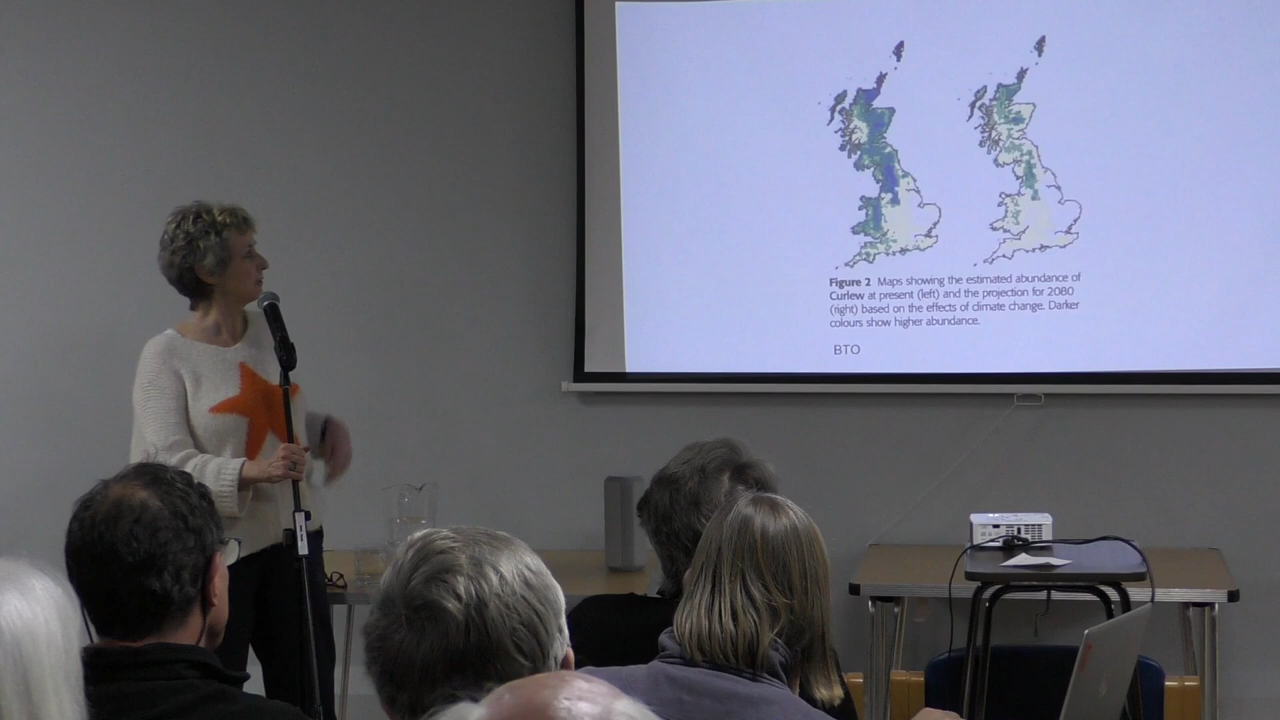 Figure 2 Maps showing the estimated abundance of
Curlew at present (left) and the projection for 2080
(right) based on the effects of climate change. Darker
colours show higher abundance.
BTO